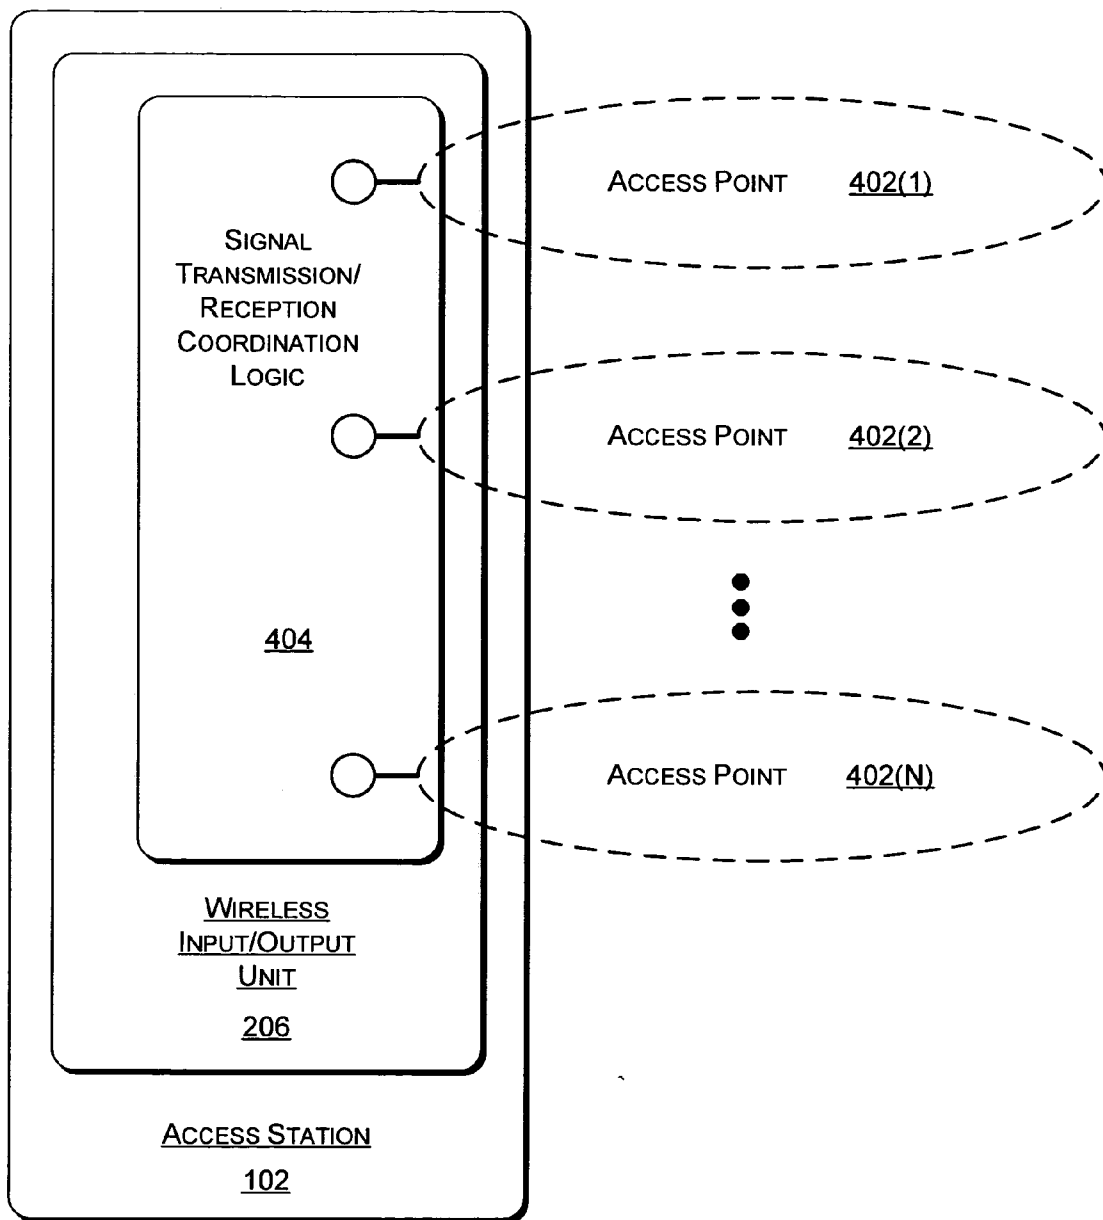 ACCESS POINT 402(1)
SIGNAL
TRANSMISSION/
RECEPTION
COORDINATION
LOGIC
ACCESS POINT 402(2)
404
ACCESS POINT 402(N)
WIRELESS
INPUT/OUTPUT
UNIT
206
ACCESS STATION
102